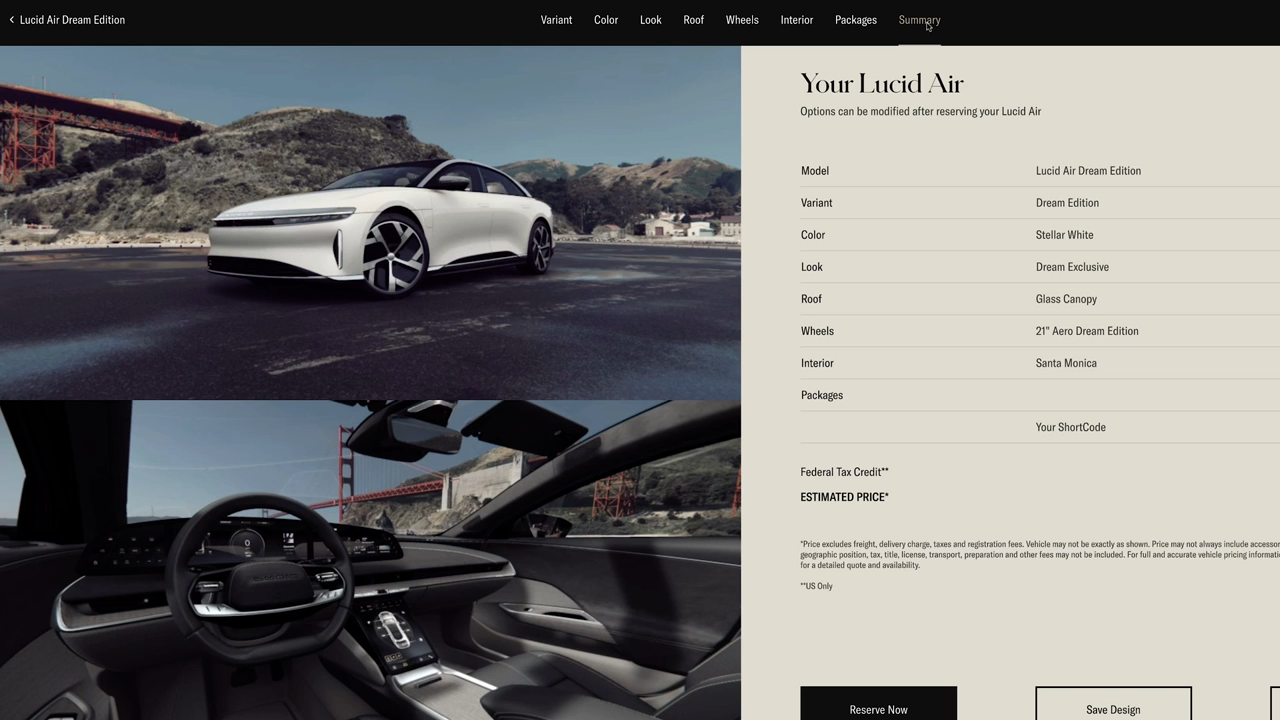 Lucid Air Dream Edition
Variant Color Look Roof Wheels Interior Packages Summary
Your Lucid Air
Options can be modified after reserving your Lucid Air
Model Lucid Air Dream Edition
Variant Dream Edition
Color Stellar White
Look Dream Exclusive
Roof Glass Canopy
Wheels 21" Aero Dream Edition
Interior Santa Monica
Packages
Your ShortCode
Federal Tax Credit**
ESTIMATED PRICE*
*Price excludes freight, delivery charge, taxes and registration fees. Vehicle may not be exactly as shown. Price may not always include accessor
geographic position, tax, title, license, transport, preparation and other fees may not be included. For full and accurate vehicle pricing informati
for a detailed quote and availability.
**US Only
Reserve Now Save Design